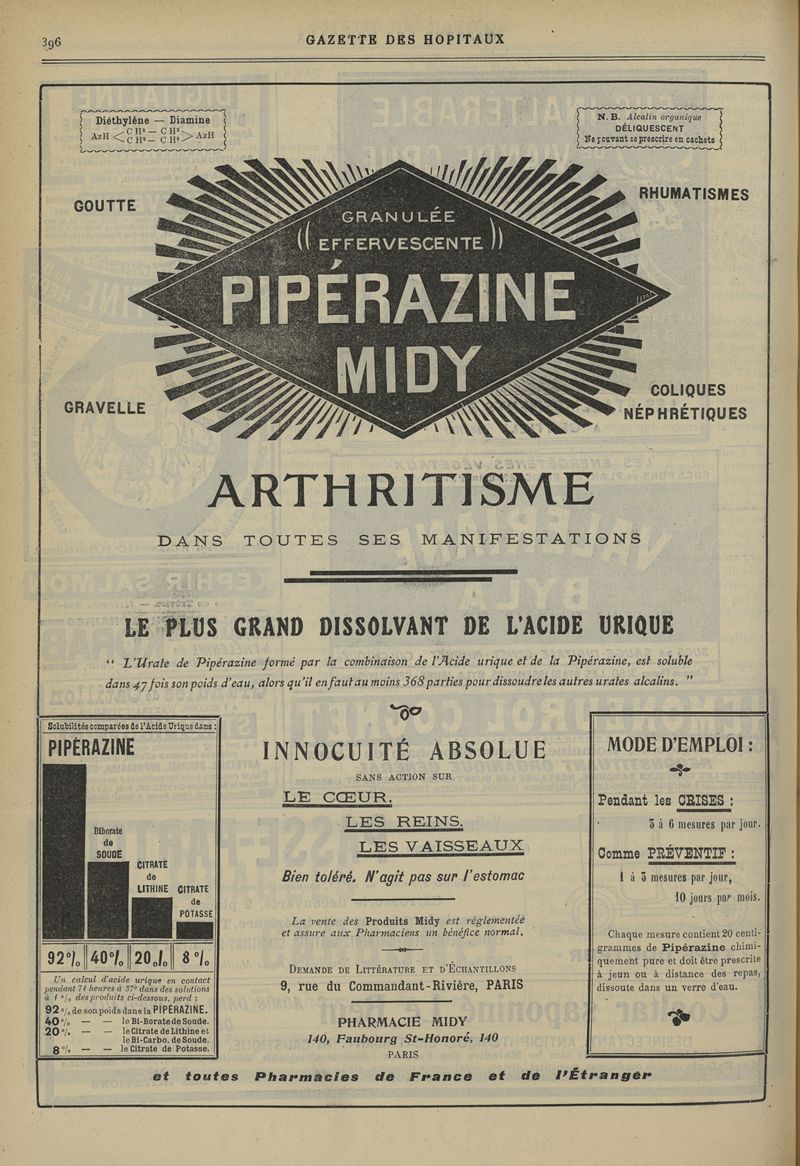 396
GAZETTE DES HOPITAUX
Diéthylène — Diamine
AzH < C H² — C H² > AzH
C H² — C H²
N. B. Alcalin organique
DÉLIQUESCENT
Ne pouvant se prescrire en cachets
GOUTTE
RHUMATISMES
GRANULÉE
EFFERVESCENTE
PIPÉRAZINE
MIDY
GRAVELLE
COLIQUES
NÉPHRÉTIQUES
ARTHRITISME
DANS TOUTES SES MANIFESTATIONS
LE PLUS GRAND DISSOLVANT DE L'ACIDE URIQUE
“ L'Urate de Pipérazine formé par la combinaison de l'Acide urique et de la Pipérazine, est soluble
dans 47 fois son poids d'eau, alors qu'il en faut au moins 368 parties pour dissoudre les autres urates alcalins. ”
Solubilités comparées de l'Acide Urique dans :
PIPÉRAZINE
Biborate
de
SOUDE
CITRATE
de
LITHINE
CITRATE
de
POTASSE
92% 40% 20% 8%
Un calcul d'acide urique en contact
pendant 74 heures à 37° dans des solutions
à 1 % des produits ci-dessous, perd :
92 % de son poids dans la PIPÉRAZINE.
40 % — — le Bi-Borate de Soude.
20 % — — le Citrate de Lithine et
le Bi-Carbo. de Soude.
8 % — — le Citrate de Potasse.
INNOCUITÉ ABSOLUE
SANS ACTION SUR
LE CŒUR,
LES REINS,
LES VAISSEAUX
Bien toléré. N'agit pas sur l'estomac
La vente des Produits Midy est réglementée
et assure aux Pharmaciens un bénéfice normal.
DEMANDE DE LITTÉRATURE ET D'ÉCHANTILLONS
9, rue du Commandant-Rivière, PARIS
PHARMACIE MIDY
140, Faubourg St-Honoré, 140
PARIS
MODE D'EMPLOI :
Pendant les CRISES :
3 à 6 mesures par jour.
Comme PRÉVENTIF :
1 à 3 mesures par jour,
10 jours par mois.
Chaque mesure contient 20 centi-
grammes de Pipérazine chimi-
quement pure et doit être prescrite
à jeun ou à distance des repas,
dissoute dans un verre d'eau.
et toutes Pharmacies de France et de l'Étranger